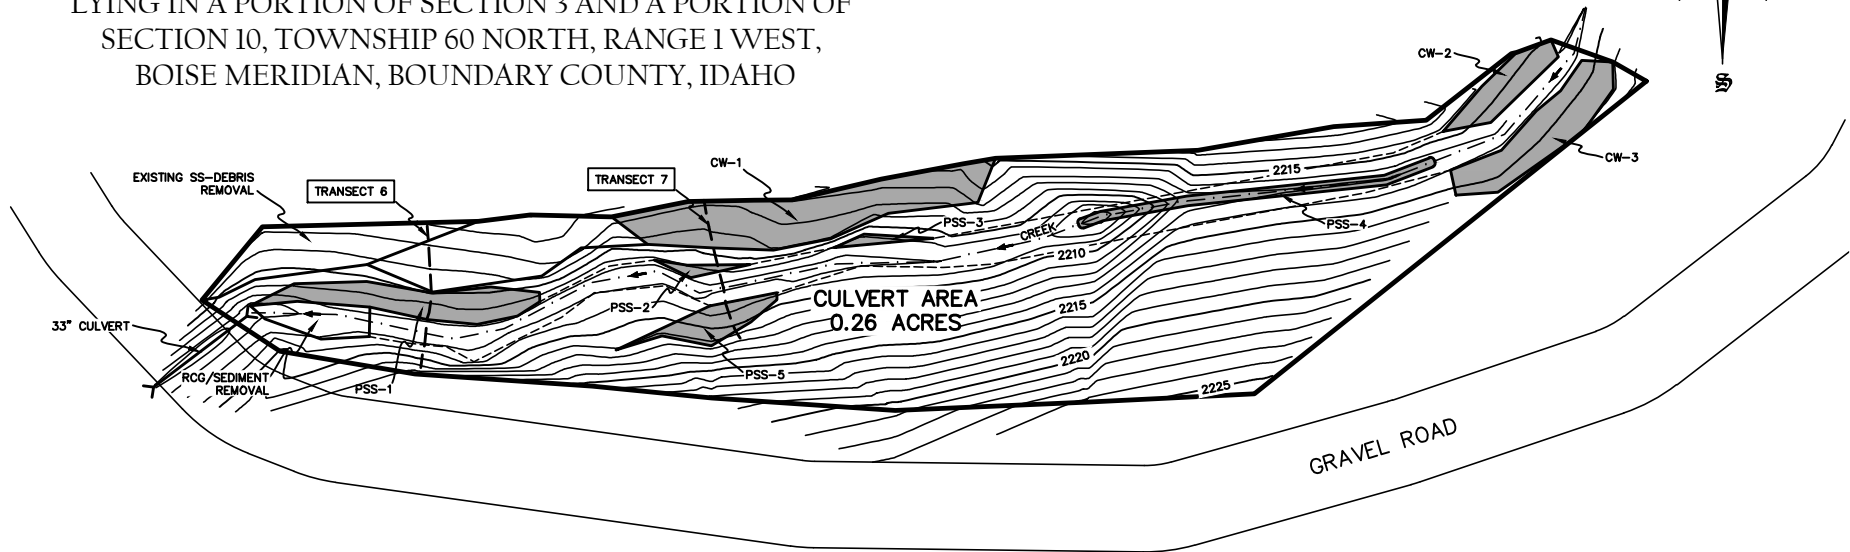 LYING IN A PORTION OF SECTION 3 AND A PORTION OF
SECTION 10, TOWNSHIP 60 NORTH, RANGE 1 WEST,
BOISE MERIDIAN, BOUNDARY COUNTY, IDAHO
S
CW-2
CW-3
CW-1
EXISTING SS-DEBRIS
REMOVAL
TRANSECT 6
TRANSECT 7
2215
PSS-3
PSS-4
CREEK
2210
PSS-2
CULVERT AREA
0.26 ACRES
2215
33" CULVERT
2220
RCG/SEDIMENT
REMOVAL
PSS-1
PSS-5
2225
GRAVEL ROAD